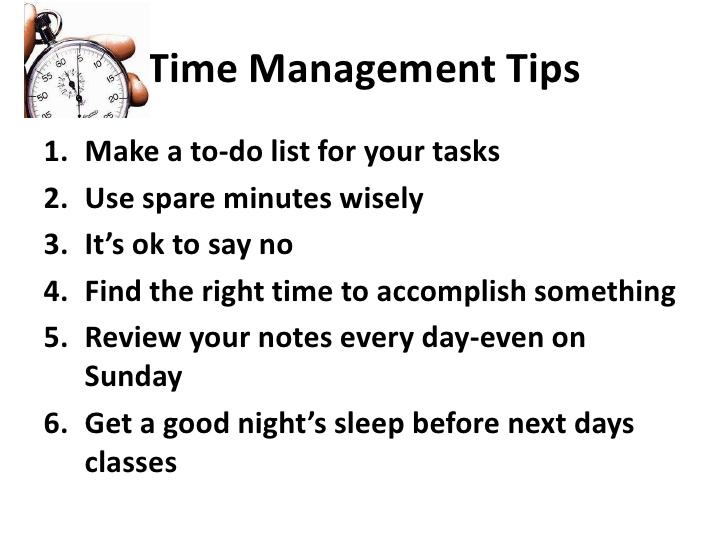 Time Management Tips
1. Make a to-do list for your tasks
2. Use spare minutes wisely
3. It’s ok to say no
4. Find the right time to accomplish something
5. Review your notes every day-even on
Sunday
6. Get a good night’s sleep before next days
classes